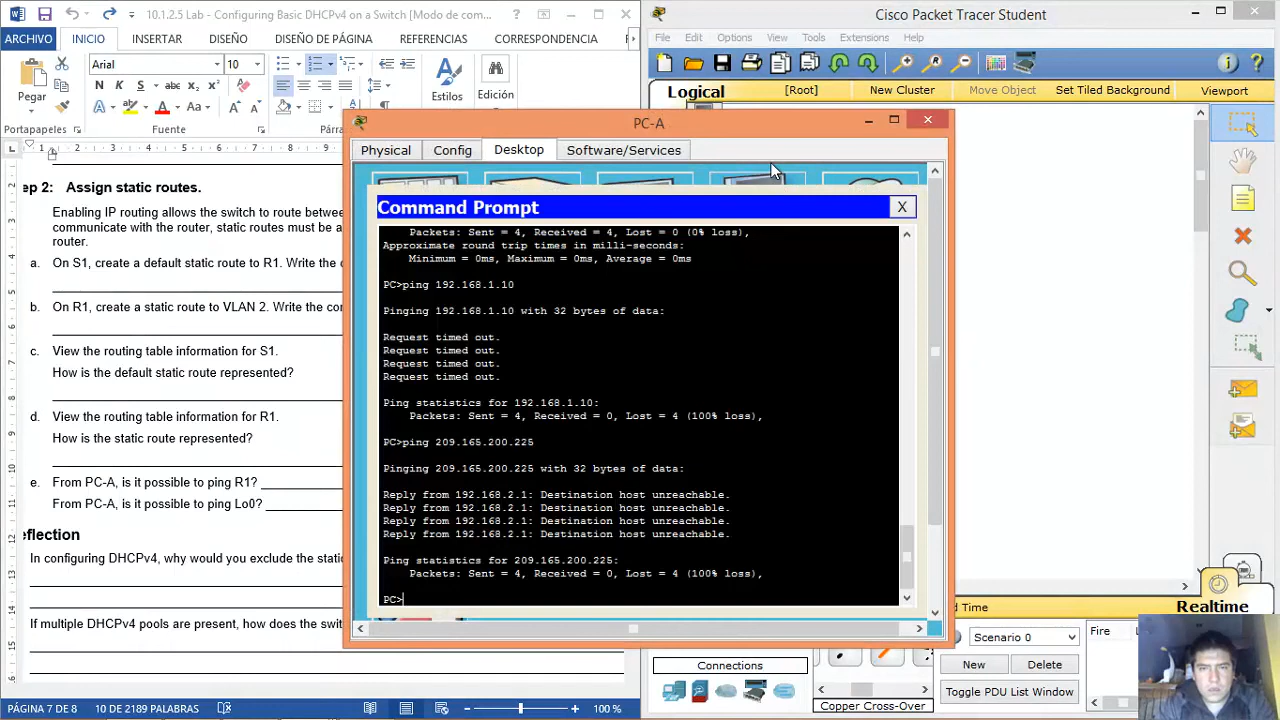 10.1.2.5 Lab - Configuring Basic DHCPv4 on a Switch [Modo de com...
ARCHIVO INICIO INSERTAR DISEÑO DISEÑO DE PÁGINA REFERENCIAS CORRESPONDENCIA
Arial 10
N K S abc
Pegar
Estilos Edición
Portapapeles Fuente Párra
ep 2: Assign static routes.
Enabling IP routing allows the switch to route betwe
communicate with the router, static routes must be a
router.
a. On S1, create a default static route to R1. Write the c
b. On R1, create a static route to VLAN 2. Write the co
c. View the routing table information for S1.
How is the default static route represented?
d. View the routing table information for R1.
How is the static route represented?
e. From PC-A, is it possible to ping R1?
From PC-A, is it possible to ping Lo0?
eflection
In configuring DHCPv4, why would you exclude the stati
If multiple DHCPv4 pools are present, how does the swit
PÁGINA 7 DE 8 10 DE 2189 PALABRAS 100 %
Cisco Packet Tracer Student
File Edit Options View Tools Extensions Help
Logical [Root] New Cluster Move Object Set Tiled Background Viewport
PC-A
Physical Config Desktop Software/Services
Command Prompt X
Packets: Sent = 4, Received = 4, Lost = 0 (0% loss),
Approximate round trip times in milli-seconds:
Minimum = 0ms, Maximum = 0ms, Average = 0ms
PC>ping 192.168.1.10
Pinging 192.168.1.10 with 32 bytes of data:
Request timed out.
Request timed out.
Request timed out.
Request timed out.
Ping statistics for 192.168.1.10:
Packets: Sent = 4, Received = 0, Lost = 4 (100% loss),
PC>ping 209.165.200.225
Pinging 209.165.200.225 with 32 bytes of data:
Reply from 192.168.2.1: Destination host unreachable.
Reply from 192.168.2.1: Destination host unreachable.
Reply from 192.168.2.1: Destination host unreachable.
Reply from 192.168.2.1: Destination host unreachable.
Ping statistics for 209.165.200.225:
Packets: Sent = 4, Received = 0, Lost = 4 (100% loss),
PC>
d Time Realtime
Scenario 0 Fire
New Delete
Toggle PDU List Window
Connections
Copper Cross-Over